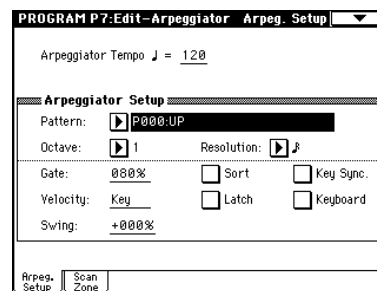 PROGRAM P7:Edit-Arpeggiator Arpeg. Setup
Arpeggiator Tempo ♩ = 120
Arpeggiator Setup
Pattern: P000:UP
Octave: 1 Resolution: ♪
Gate: 080% Sort Key Sync.
Velocity: Key Latch Keyboard
Swing: +000%
Arpeg. Setup Scan Zone